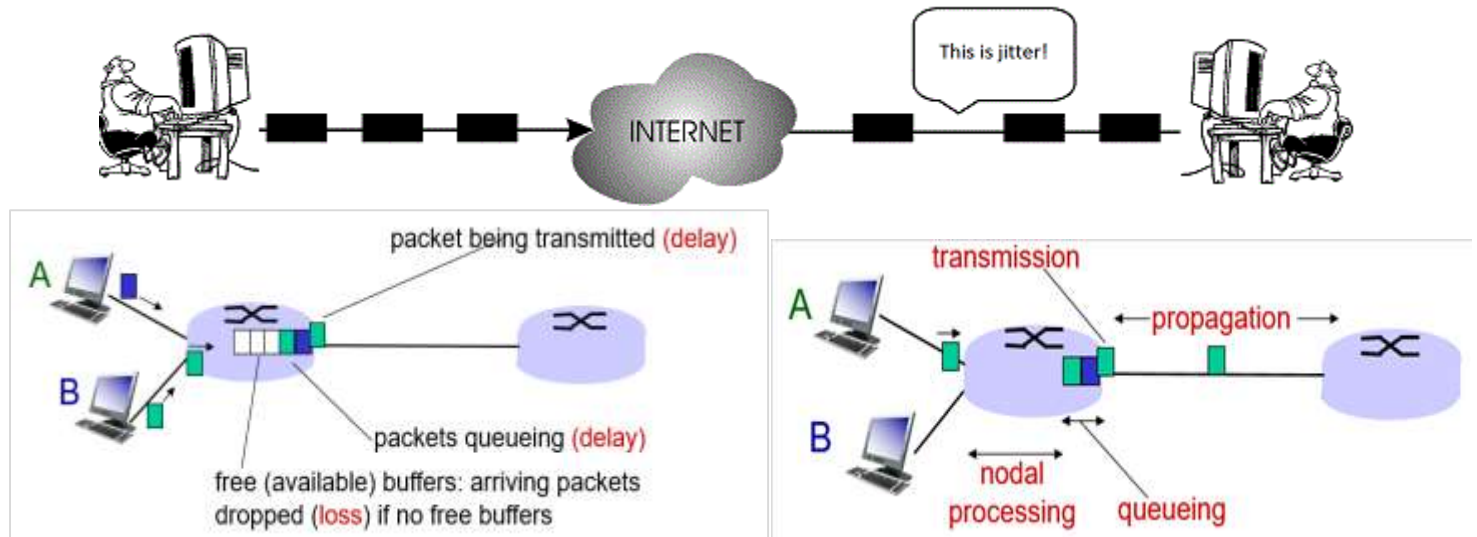 This is jitter!
INTERNET
packet being transmitted (delay)
A
B
packets queueing (delay)
free (available) buffers: arriving packets
dropped (loss) if no free buffers
transmission
A
propagation
B
nodal
processing
queueing